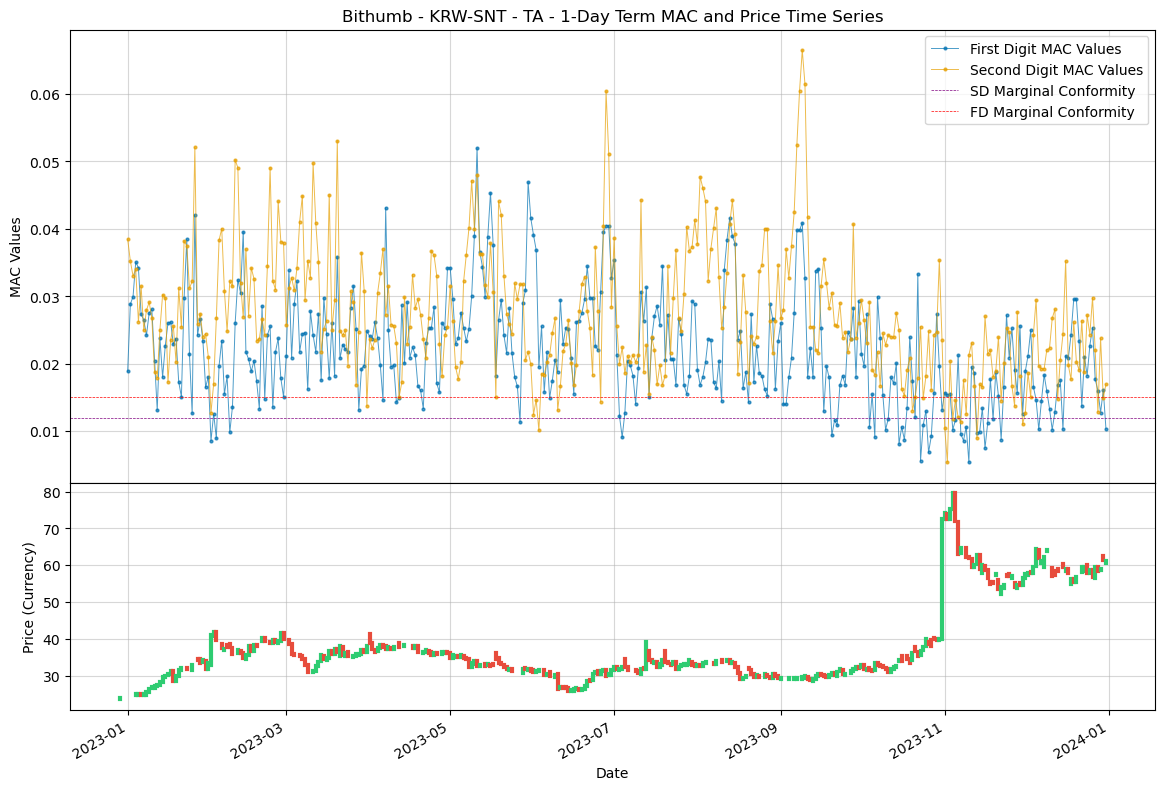 Bithumb - KRW-SNT - TA - 1-Day Term MAC and Price Time Series
First Digit MAC Values
Second Digit MAC Values
SD Marginal Conformity
FD Marginal Conformity
MAC Values
0.06
0.05
0.04
0.03
0.02
0.01
Price (Currency)
80
70
60
50
40
30
2023-01
2023-03
2023-05
2023-07
2023-09
2023-11
2024-01
Date